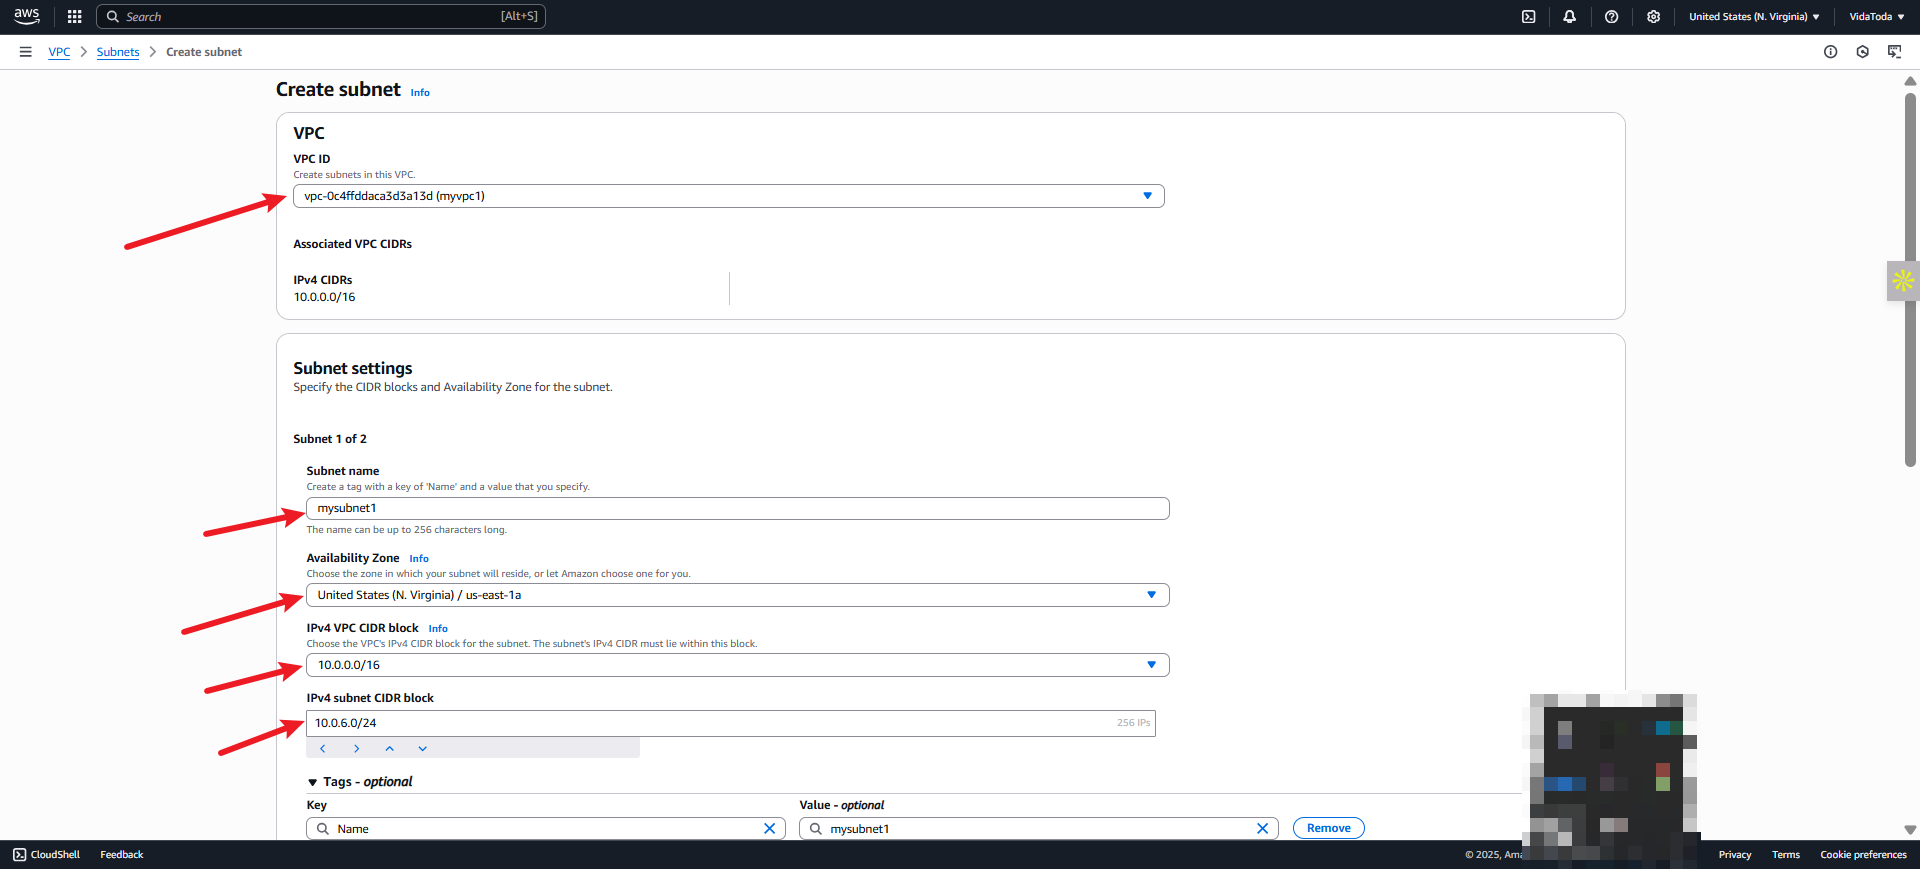 aws
Search [Alt+S]
United States (N. Virginia) VidaToda
VPC Subnets Create subnet
Create subnet Info
VPC
VPC ID
Create subnets in this VPC.
vpc-0c4ffddaca3d3a13d (myvpc1)
Associated VPC CIDRs
IPv4 CIDRs
10.0.0.0/16
Subnet settings
Specify the CIDR blocks and Availability Zone for the subnet.
Subnet 1 of 2
Subnet name
Create a tag with a key of 'Name' and a value that you specify.
mysubnet1
The name can be up to 256 characters long.
Availability Zone Info
Choose the zone in which your subnet will reside, or let Amazon choose one for you.
United States (N. Virginia) / us-east-1a
IPv4 VPC CIDR block Info
Choose the VPC's IPv4 CIDR block for the subnet. The subnet's IPv4 CIDR must lie within this block.
10.0.0.0/16
IPv4 subnet CIDR block
10.0.6.0/24 256 IPs
Tags - optional
Key Value - optional
Name mysubnet1 Remove
CloudShell Feedback © 2025, Privacy Terms Cookie preferences